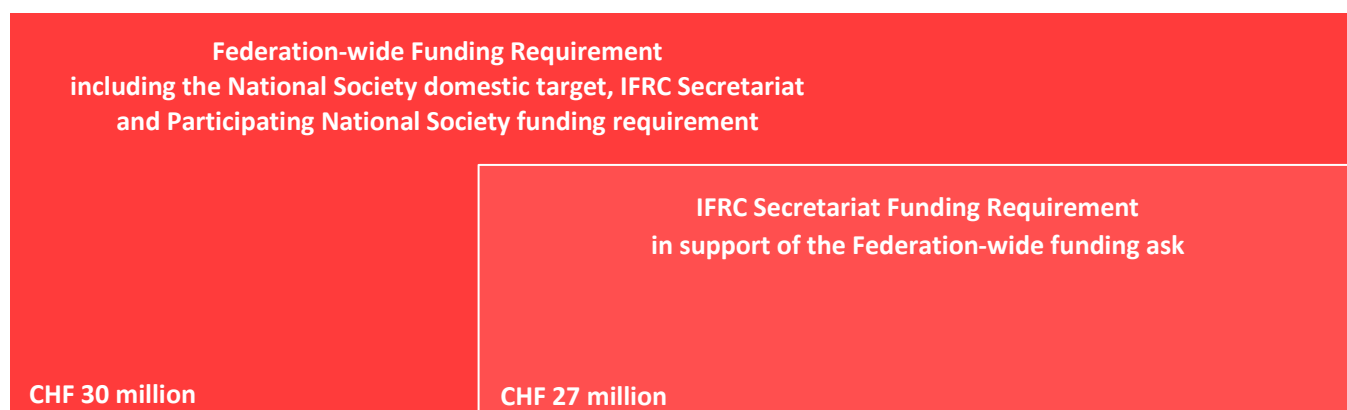 Federation-wide Funding Requirement
including the National Society domestic target, IFRC Secretariat
and Participating National Society funding requirement
IFRC Secretariat Funding Requirement
in support of the Federation-wide funding ask
CHF 30 million
CHF 27 million